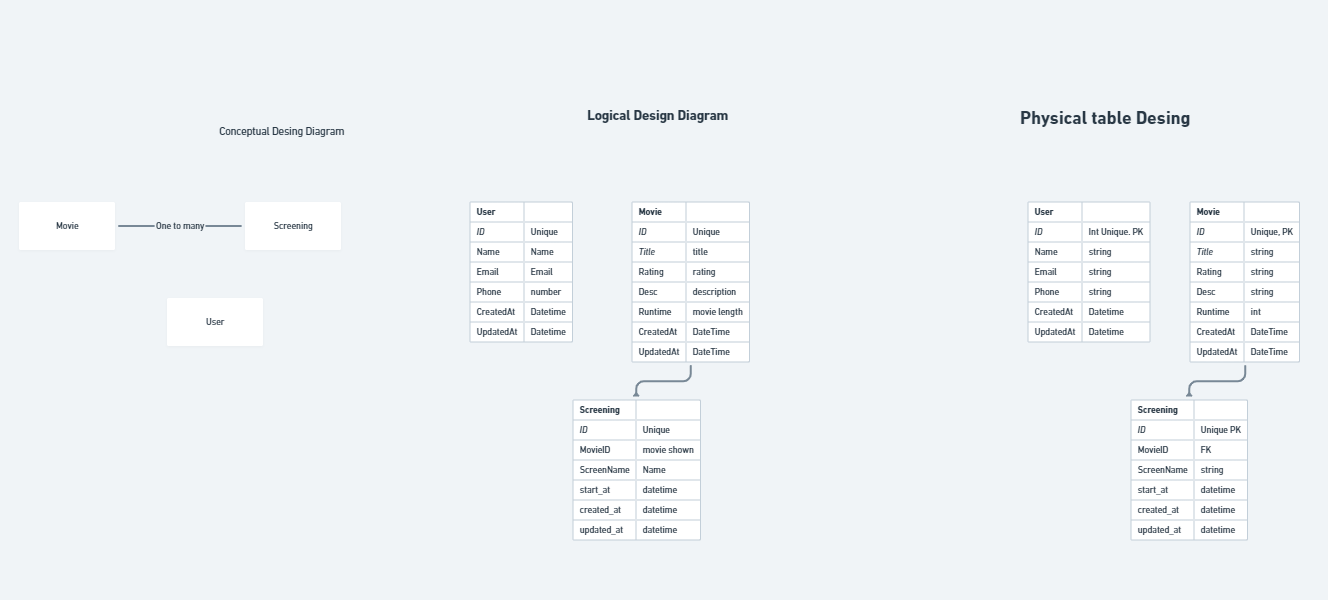 Conceptual Desing Diagram
Movie
One to many
Screening
User
Logical Design Diagram
User
ID Unique
Name Name
Email Email
Phone number
CreatedAt Datetime
UpdatedAt Datetime
Movie
ID Unique
Title title
Rating rating
Desc description
Runtime movie length
CreatedAt DateTime
UpdatedAt DateTime
Screening
ID Unique
MovieID movie shown
ScreenName Name
start_at datetime
created_at datetime
updated_at datetime
Physical table Desing
User
ID Int Unique. PK
Name string
Email string
Phone string
CreatedAt Datetime
UpdatedAt Datetime
Movie
ID Unique, PK
Title string
Rating string
Desc string
Runtime int
CreatedAt DateTime
UpdatedAt DateTime
Screening
ID Unique PK
MovieID FK
ScreenName string
start_at datetime
created_at datetime
updated_at datetime